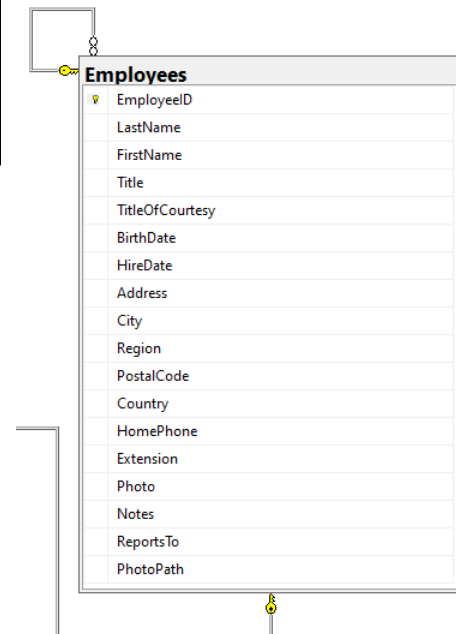 Employees
EmployeeID
LastName
FirstName
Title
TitleOfCourtesy
BirthDate
HireDate
Address
City
Region
PostalCode
Country
HomePhone
Extension
Photo
Notes
ReportsTo
PhotoPath